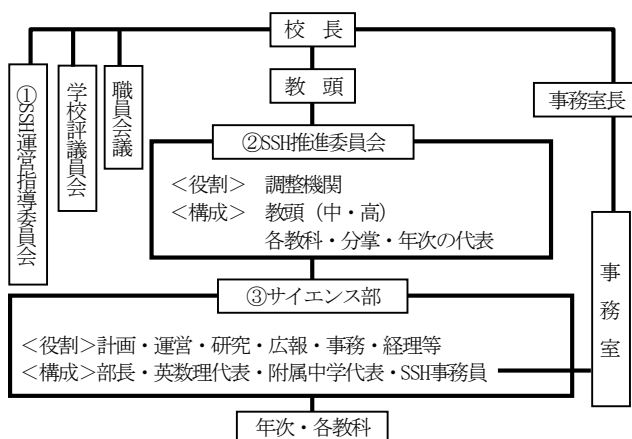 校 長
教 頭
①SSH運営指導委員会
学校評議員会
職員会議
事務室長
②SSH推進委員会
＜役割＞ 調整機関
＜構成＞ 教頭（中・高）
各教科・分掌・年次の代表
事務室
③サイエンス部
＜役割＞計画・運営・研究・広報・事務・経理等
＜構成＞部長・英数理代表・附属中学代表・SSH事務員
年次・各教科